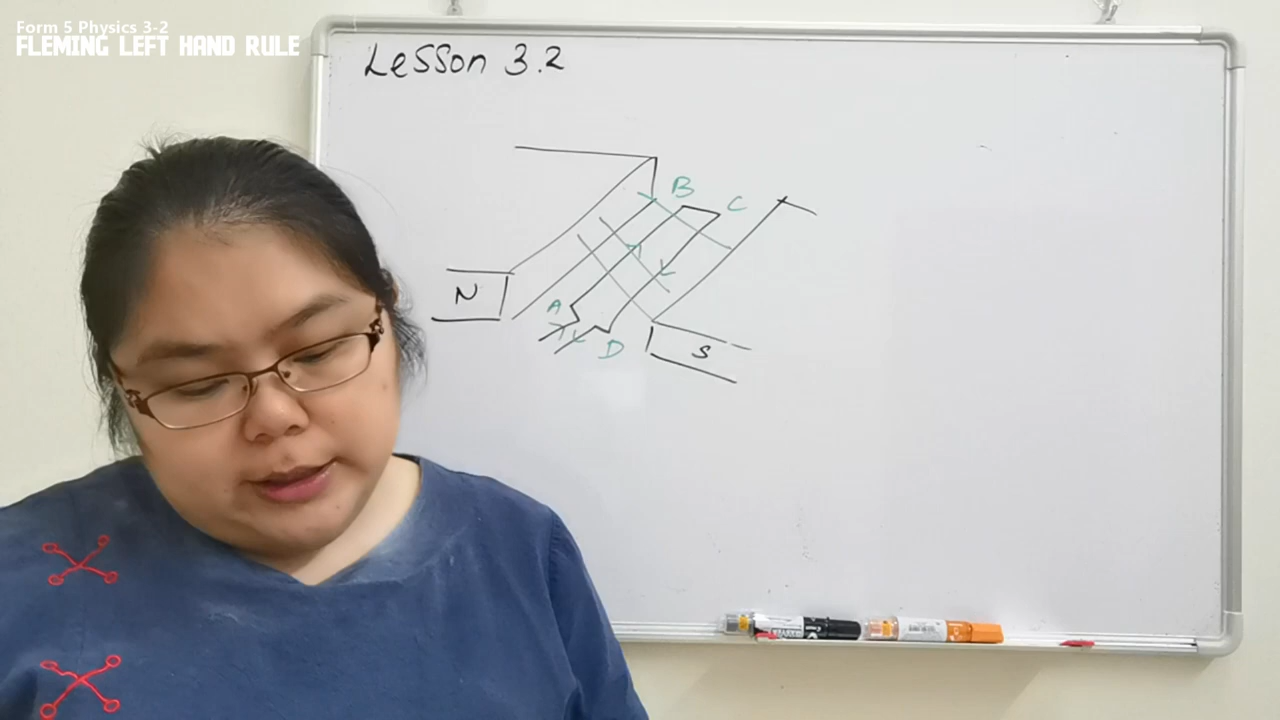 Form 5 Physics 3-2
FLEMING LEFT HAND RULE
Lesson 3.2
B
C
N
A
D
S